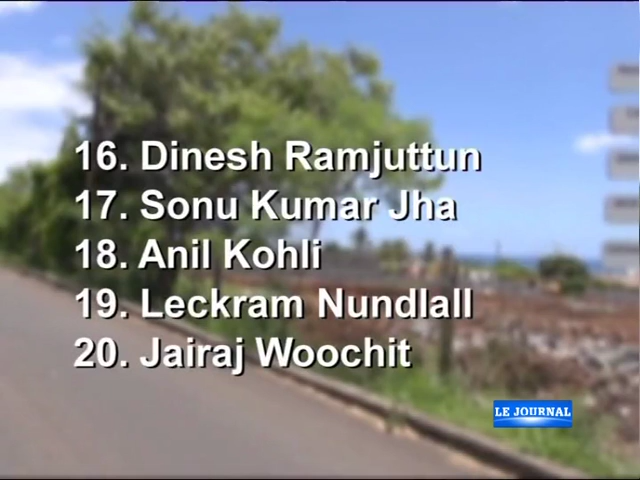 16. Dinesh Ramjuttun
17. Sonu Kumar Jha
18. Anil Kohli
19. Leckram Nundlall
20. Jairaj Woochit
LE JOURNAL